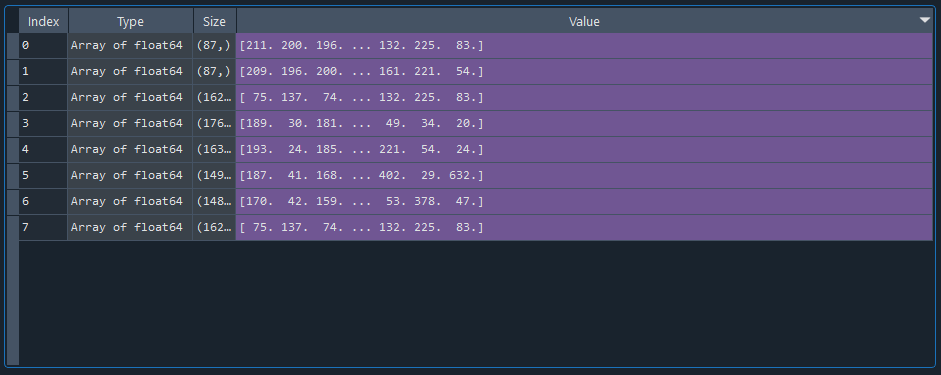 Index Type Size Value
0 Array of float64 (87,) [211. 200. 196. ... 132. 225.  83.]
1 Array of float64 (87,) [209. 196. 200. ... 161. 221.  54.]
2 Array of float64 (162… [ 75. 137.  74. ... 132. 225.  83.]
3 Array of float64 (176… [189.  30. 181. ...  49.  34.  20.]
4 Array of float64 (163… [193.  24. 185. ... 221.  54.  24.]
5 Array of float64 (149… [187.  41. 168. ... 402.  29. 632.]
6 Array of float64 (148… [170.  42. 159. ...  53. 378.  47.]
7 Array of float64 (162… [ 75. 137.  74. ... 132. 225.  83.]